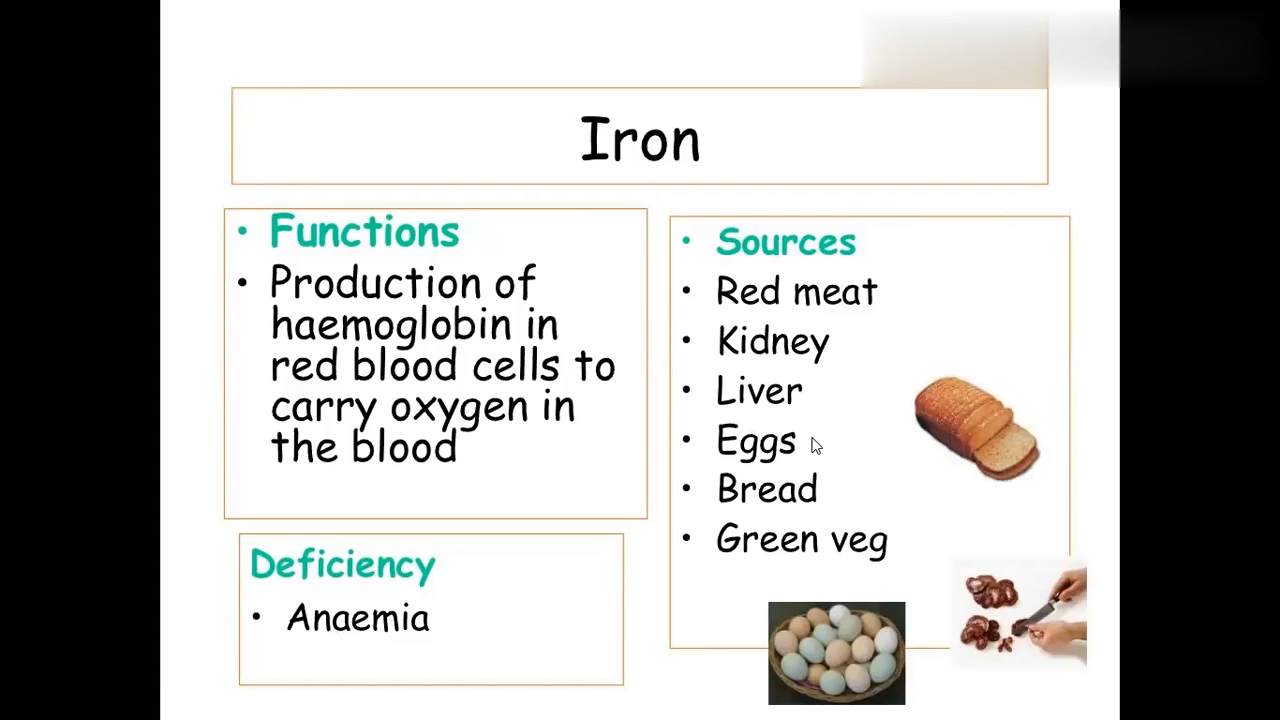 Iron
• Functions
• Production of
haemoglobin in
red blood cells to
carry oxygen in
the blood
Deficiency
• Anaemia
• Sources
• Red meat
• Kidney
• Liver
• Eggs
• Bread
• Green veg